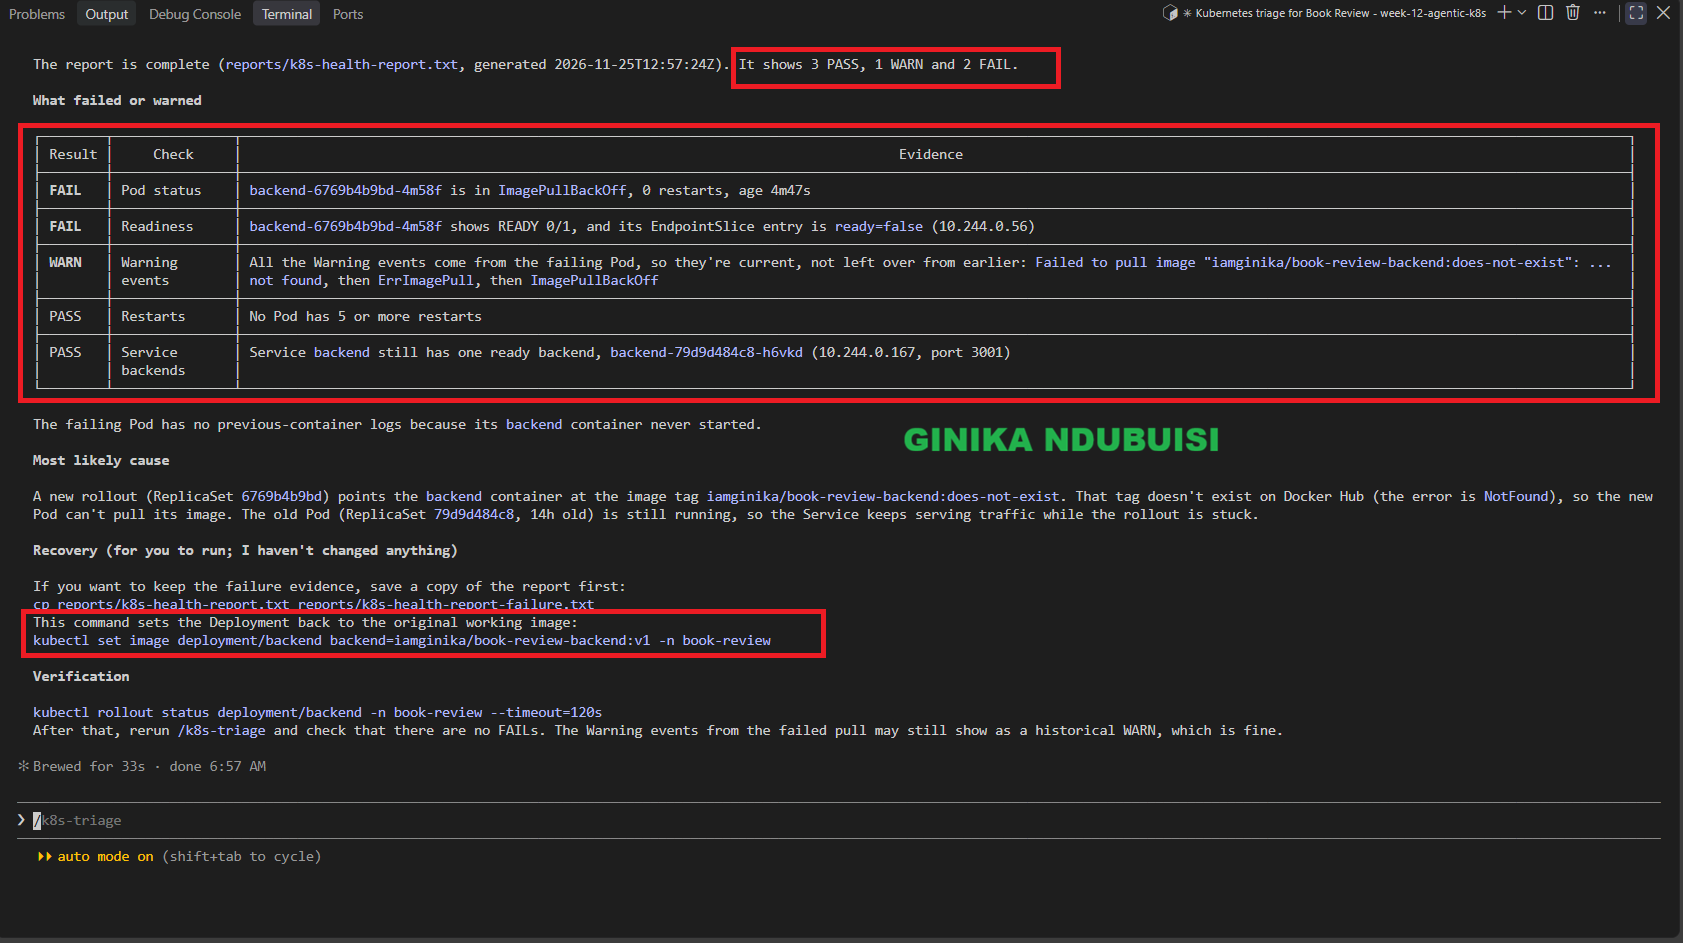 Problems Output Debug Console Terminal Ports
✳ Kubernetes triage for Book Review - week-12-agentic-k8s
The report is complete (reports/k8s-health-report.txt, generated 2026-11-25T12:57:24Z). It shows 3 PASS, 1 WARN and 2 FAIL.
What failed or warned
Result Check Evidence
FAIL Pod status backend-6769b4b9bd-4m58f is in ImagePullBackOff, 0 restarts, age 4m47s
FAIL Readiness backend-6769b4b9bd-4m58f shows READY 0/1, and its EndpointSlice entry is ready=false (10.244.0.56)
WARN Warning All the Warning events come from the failing Pod, so they're current, not left over from earlier: Failed to pull image "iamginika/book-review-backend:does-not-exist": ...
events not found, then ErrImagePull, then ImagePullBackOff
PASS Restarts No Pod has 5 or more restarts
PASS Service Service backend still has one ready backend, backend-79d9d484c8-h6vkd (10.244.0.167, port 3001)
backends
The failing Pod has no previous-container logs because its backend container never started.
GINIKA NDUBUISI
Most likely cause
A new rollout (ReplicaSet 6769b4b9bd) points the backend container at the image tag iamginika/book-review-backend:does-not-exist. That tag doesn't exist on Docker Hub (the error is NotFound), so the new
Pod can't pull its image. The old Pod (ReplicaSet 79d9d484c8, 14h old) is still running, so the Service keeps serving traffic while the rollout is stuck.
Recovery (for you to run; I haven't changed anything)
If you want to keep the failure evidence, save a copy of the report first:
cp reports/k8s-health-report.txt reports/k8s-health-report-failure.txt
This command sets the Deployment back to the original working image:
kubectl set image deployment/backend backend=iamginika/book-review-backend:v1 -n book-review
Verification
kubectl rollout status deployment/backend -n book-review --timeout=120s
After that, rerun /k8s-triage and check that there are no FAILs. The Warning events from the failed pull may still show as a historical WARN, which is fine.
✻ Brewed for 33s · done 6:57 AM
❯ /k8s-triage
⏵⏵ auto mode on (shift+tab to cycle)